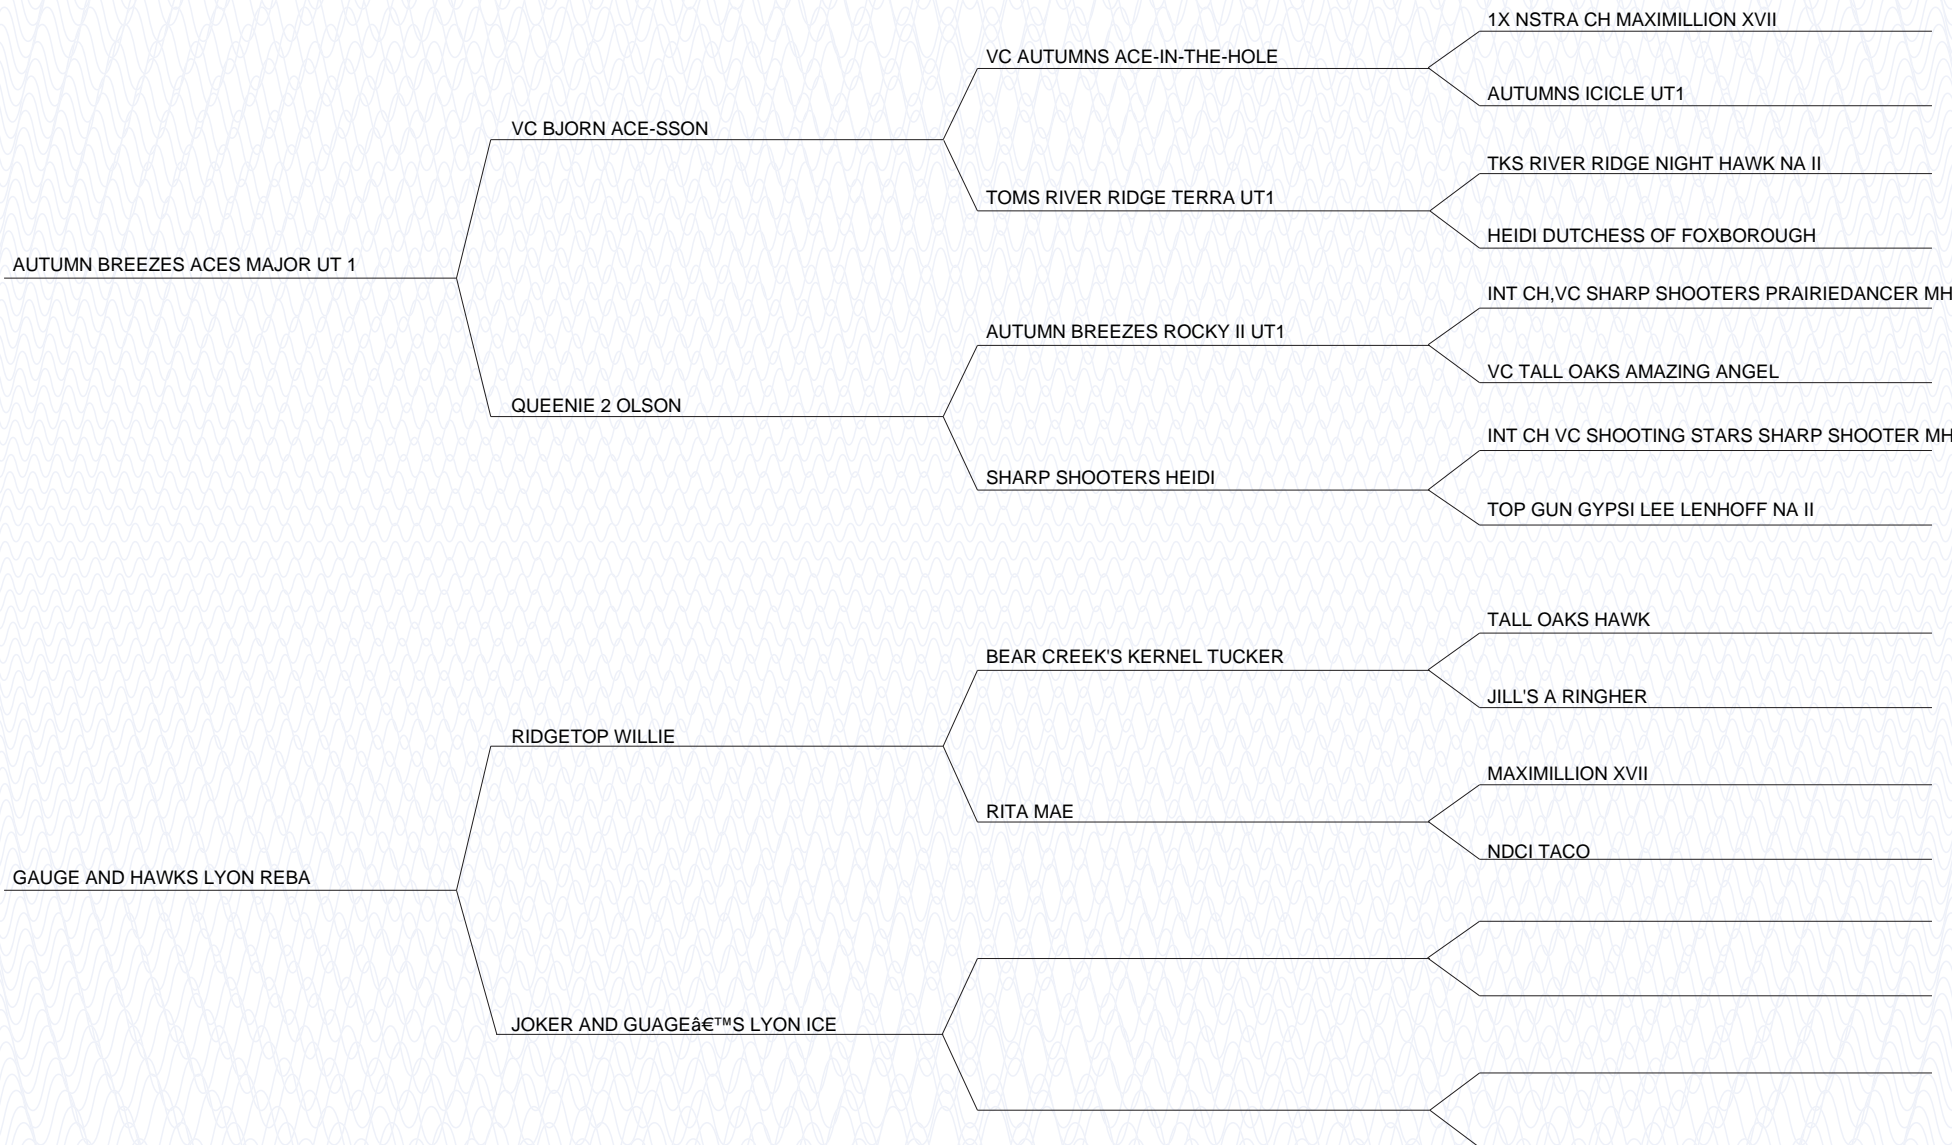 1X NSTRA CH MAXIMILLION XVII
VC AUTUMNS ACE-IN-THE-HOLE
AUTUMNS ICICLE UT1
VC BJORN ACE-SSON
TKS RIVER RIDGE NIGHT HAWK NA II
TOMS RIVER RIDGE TERRA UT1
HEIDI DUTCHESS OF FOXBOROUGH
AUTUMN BREEZES ACES MAJOR UT 1
INT CH,VC SHARP SHOOTERS PRAIRIEDANCER MH
AUTUMN BREEZES ROCKY II UT1
VC TALL OAKS AMAZING ANGEL
QUEENIE 2 OLSON
INT CH VC SHOOTING STARS SHARP SHOOTER MH
SHARP SHOOTERS HEIDI
TOP GUN GYPSI LEE LENHOFF NA II
TALL OAKS HAWK
BEAR CREEK'S KERNEL TUCKER
JILL'S A RINGHER
RIDGETOP WILLIE
MAXIMILLION XVII
RITA MAE
NDCI TACO
GAUGE AND HAWKS LYON REBA
JOKER AND GUAGEâ€™S LYON ICE